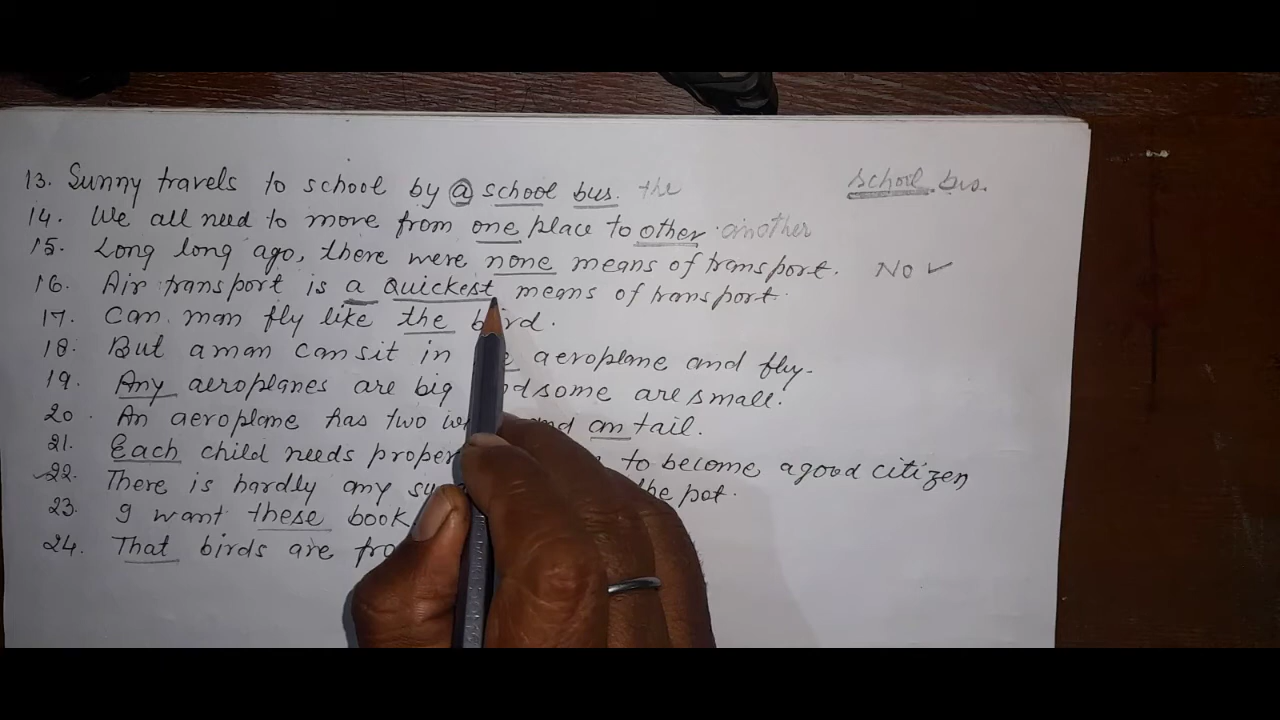 13. Sunny travels to school by a school bus. the school bus.
14. We all need to move from one place to other. another
15. Long long ago, there were none means of transport. No ✓
16. Air transport is a quickest means of transport.
17. Can man fly like the bird.
18. But a man can sit in aeroplane and fly.
19. Any aeroplanes are big some are small.
20. An aeroplane has two and an tail.
21. Each child needs proper to become a good citizen
22. There is hardly any the pot.
23. I want these book
24. That birds are